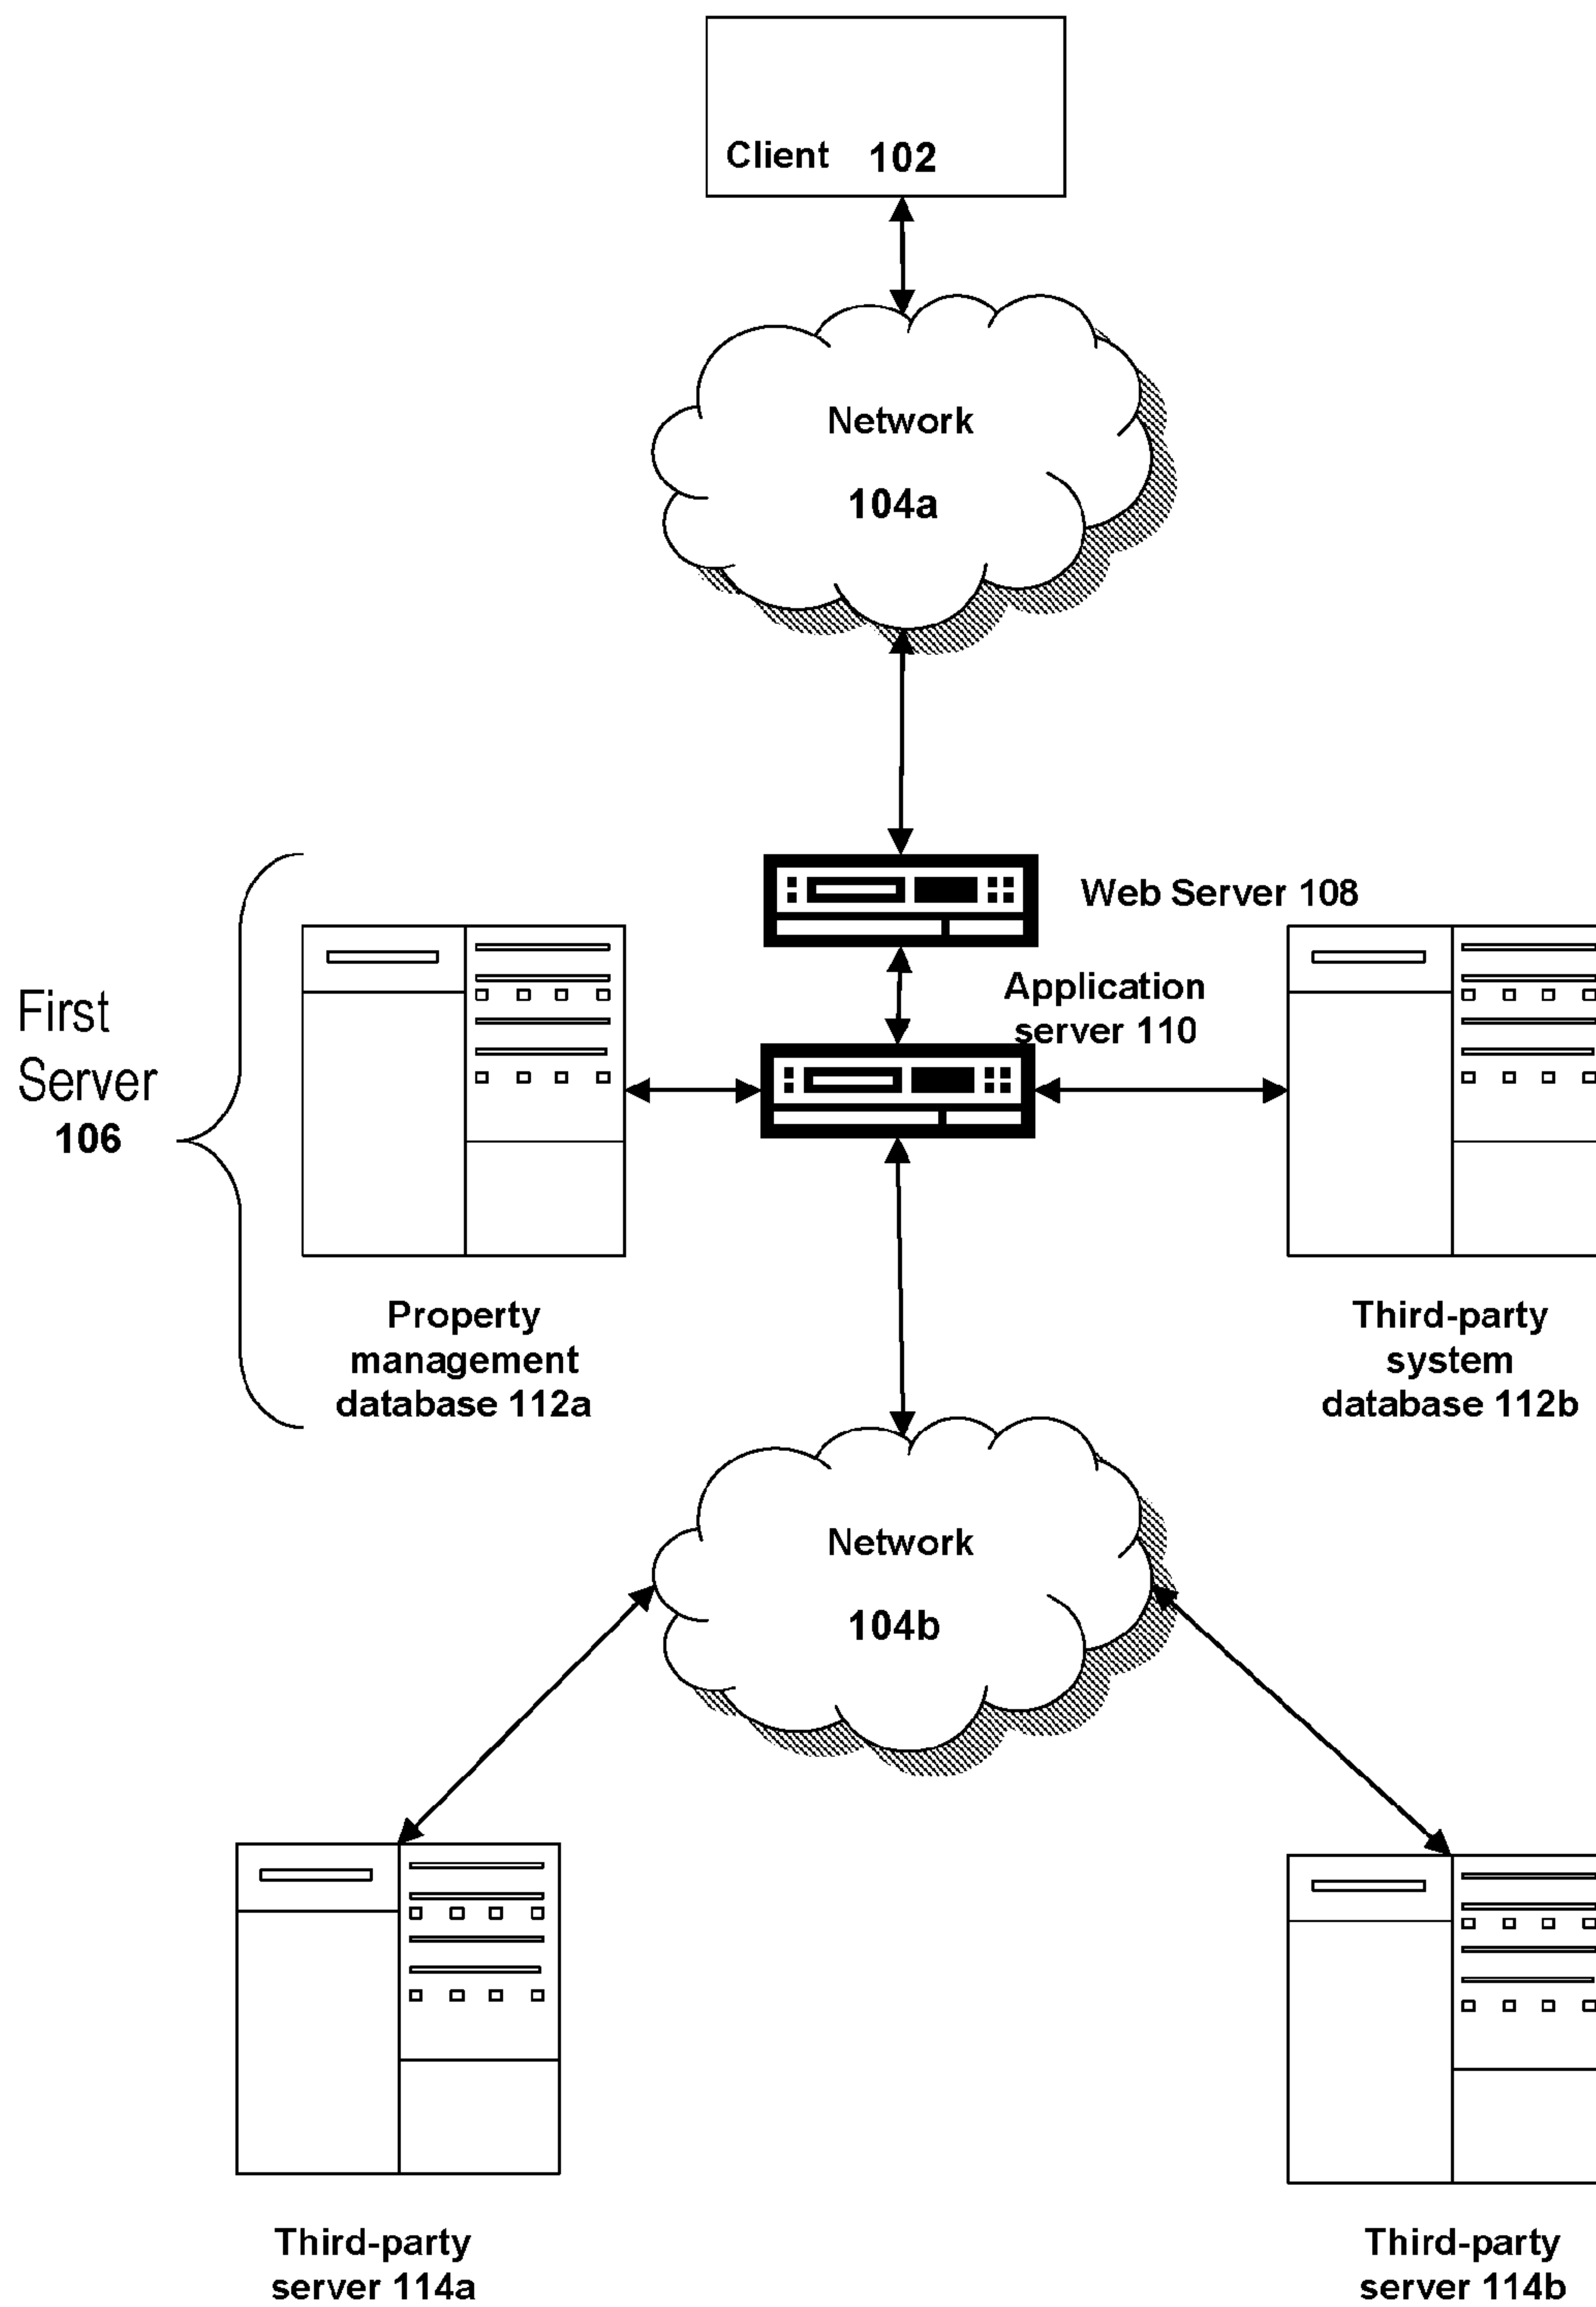 Client 102
Network
104a
Web Server 108
Application
server 110
First
Server
106
Property
management
database 112a
Third-party
system
database 112b
Network
104b
Third-party
server 114a
Third-party
server 114b